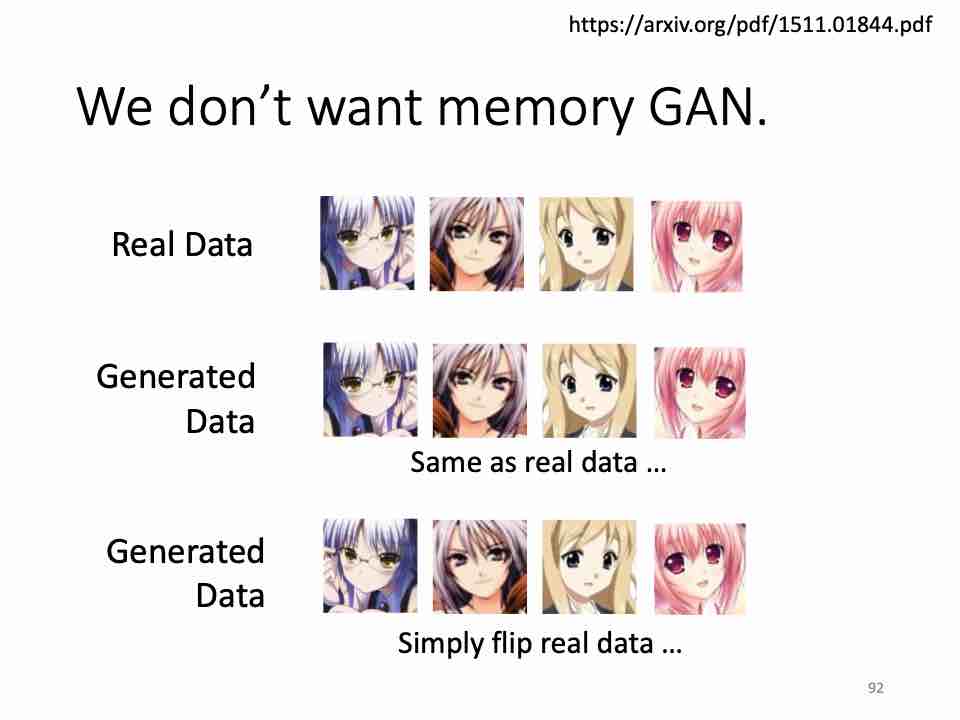 https://arxiv.org/pdf/1511.01844.pdf
We don’t want memory GAN.
Real Data
Generated
Data
Same as real data …
Generated
Data
Simply flip real data …
92